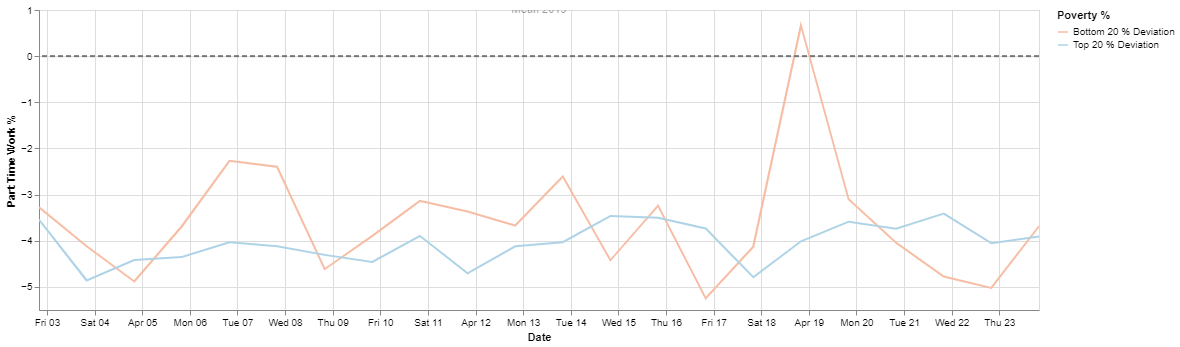 Poverty %
Bottom 20 % Deviation
Top 20 % Deviation
1
0
−1
−2
−3
−4
−5
Part Time Work %
Fri 03 Sat 04 Apr 05 Mon 06 Tue 07 Wed 08 Thu 09 Fri 10 Sat 11 Apr 12 Mon 13 Tue 14 Wed 15 Thu 16 Fri 17 Sat 18 Apr 19 Mon 20 Tue 21 Wed 22 Thu 23
Date